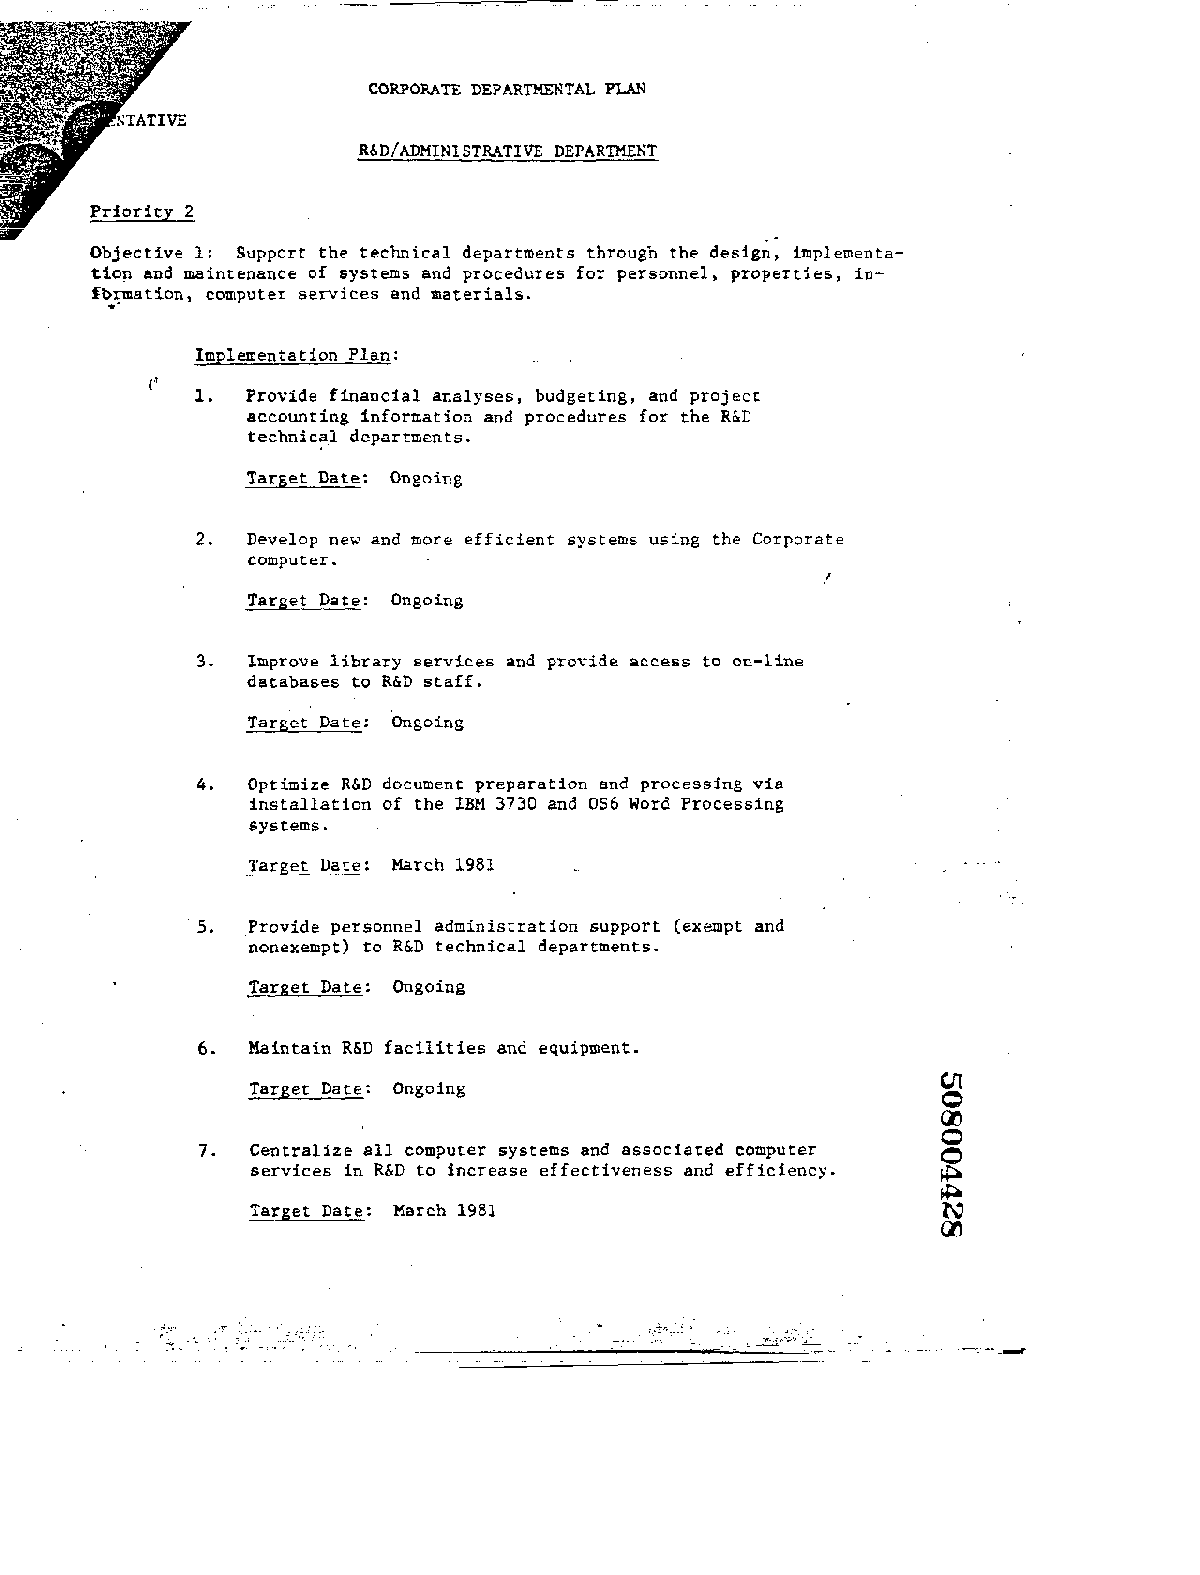 CORPORATE DEPARTMENTAL PLAN
ENTATIVE
R&D/ADMINISTRATIVE DEPARTMENT
Priority 2
Objective 1: Support the technical departments through the design, implementa-
tion and maintenance of systems and procedures for personnel, properties, in-
formation, computer services and materials.
Implementation Plan:
1. Provide financial analyses, budgeting, and project
accounting information and procedures for the R&D
technical departments.
Target Date: Ongoing
2. Develop new and more efficient systems using the Corporate
computer.
Target Date: Ongoing
3. Improve library services and provide access to on-line
databases to R&D staff.
Target Date: Ongoing
4. Optimize R&D document preparation and processing via
installation of the IBM 3730 and OS6 Word Processing
systems.
Target Date: March 1981
5. Provide personnel administration support (exempt and
nonexempt) to R&D technical departments.
Target Date: Ongoing
6. Maintain R&D facilities and equipment.
Target Date: Ongoing
7. Centralize all computer systems and associated computer
services in R&D to increase effectiveness and efficiency.
Target Date: March 1981
508004428